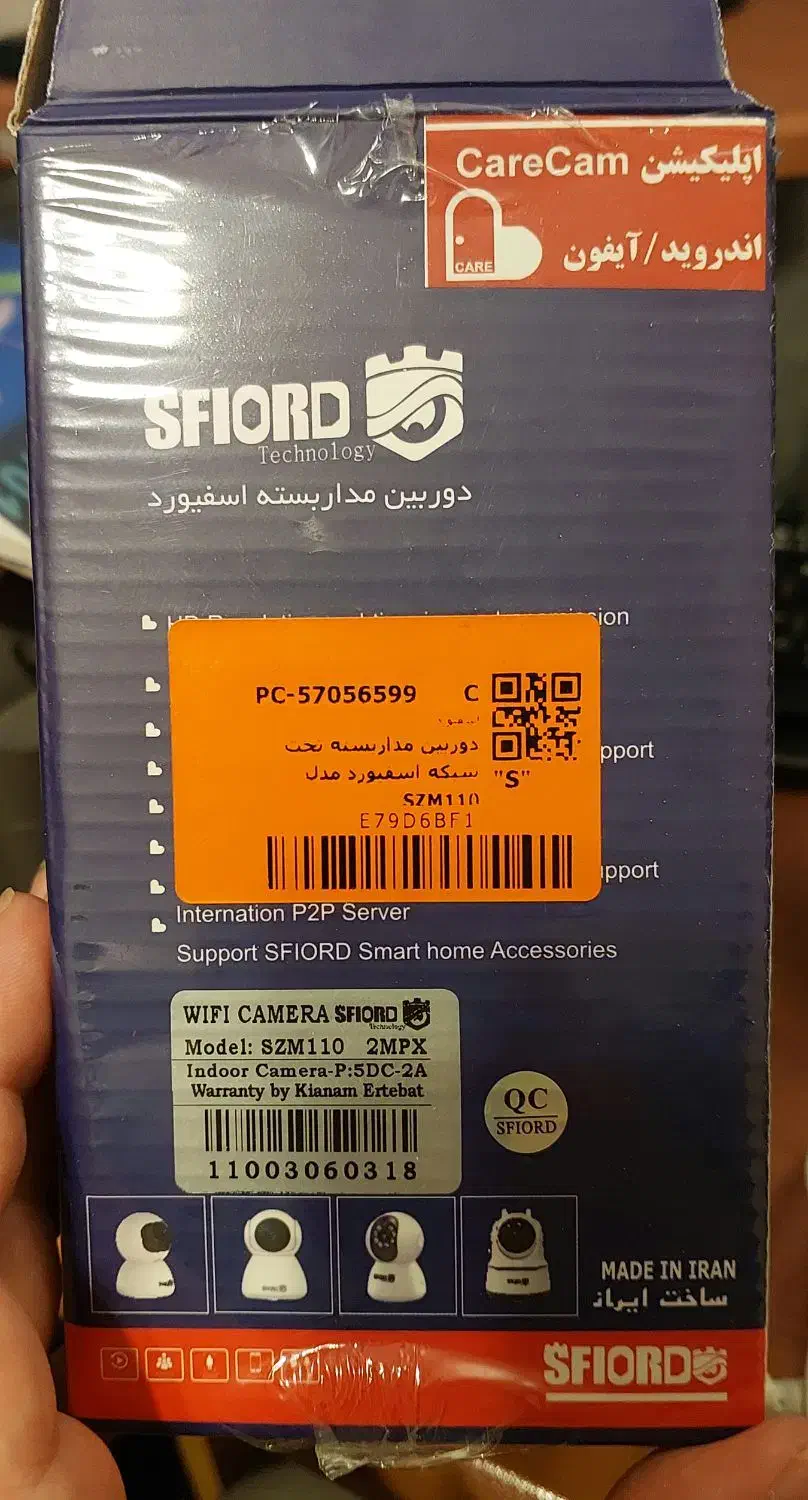 اپلیکیشن CareCam
اندروید/آیفون
CARE
SFIORD
Technology
دوربین مداربسته اسفیورد
PC-57056599 C
دوربین مداربسته تحت
شبکه اسفیورد مدل
"S"
SZM110
E79D6BF1
Internation P2P Server
Support SFIORD Smart home Accessories
WIFI CAMERA SFIORD
Technology
Model: SZM110 2MPX
Indoor Camera-P:5DC-2A
Warranty by Kianam Ertebat
11003060318
QC
SFIORD
MADE IN IRAN
ساخت ایران
SFIORD